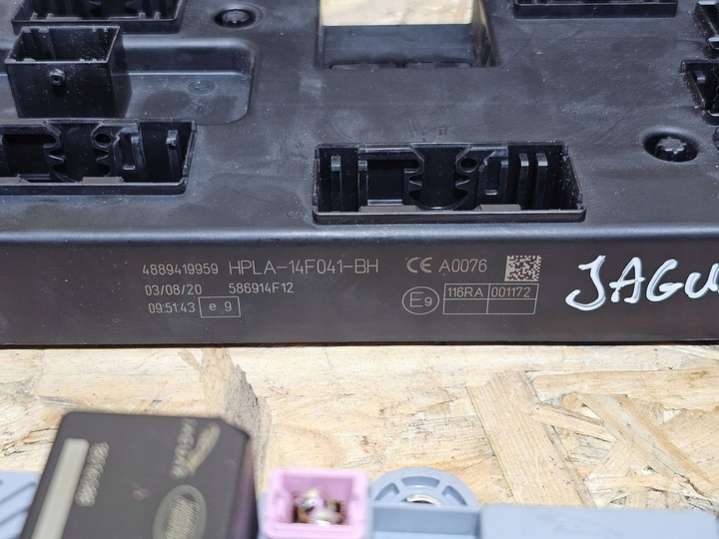 4889419959 HPLA-14F041-BH CE A0076
03/08/20 586914F12
09:51:43 e 9
E9 116RA 001172
JAGU